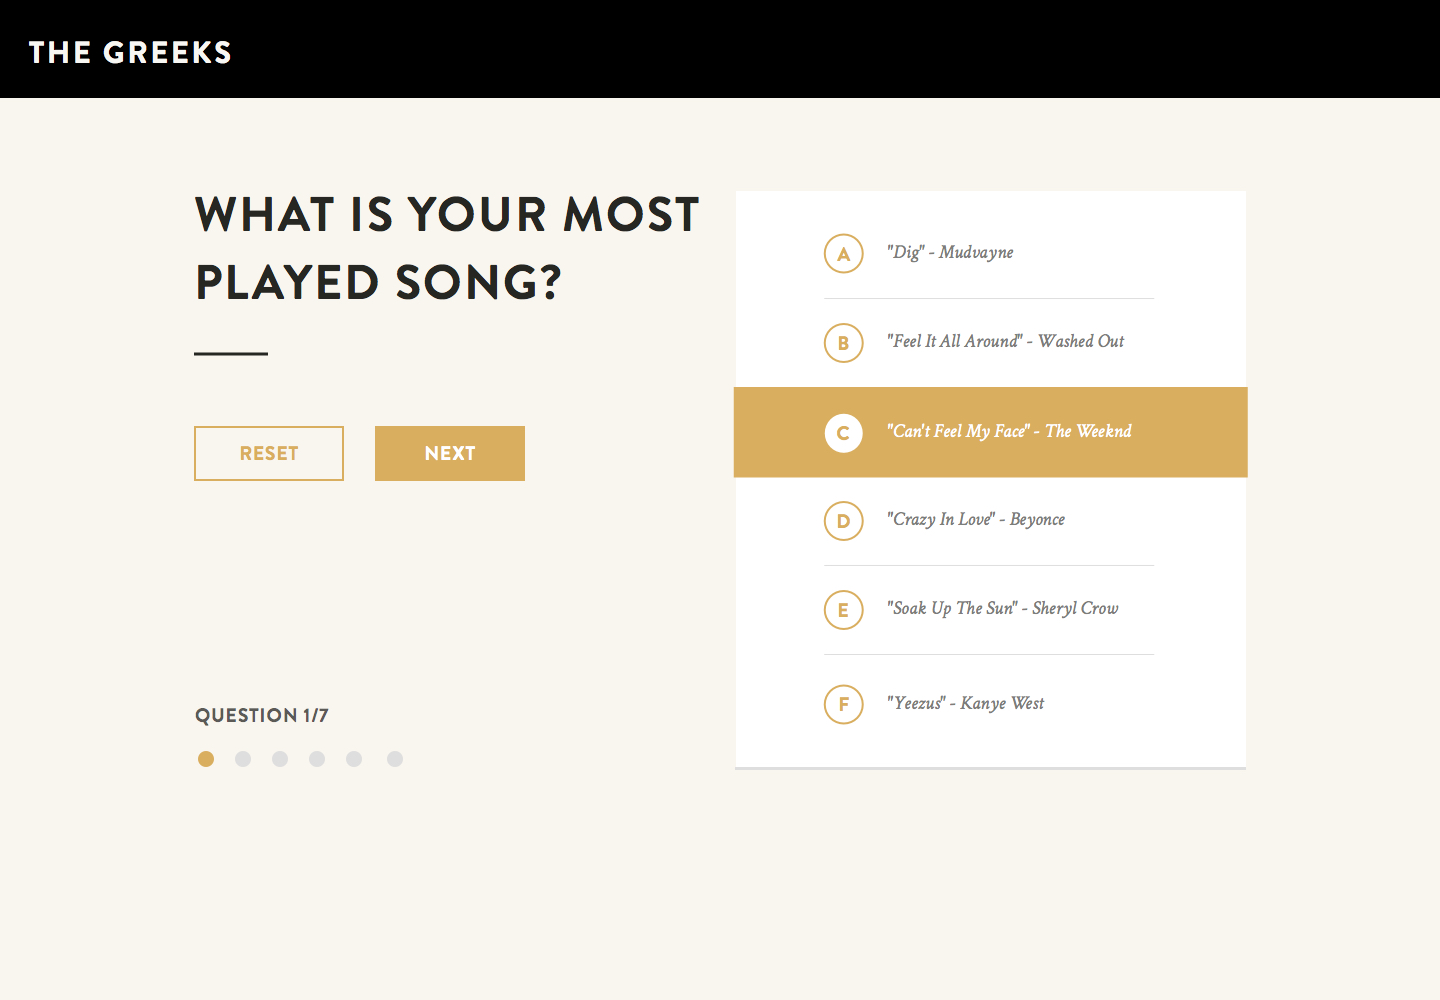 THE GREEKS
WHAT IS YOUR MOST
PLAYED SONG?
RESET
NEXT
QUESTION 1/7
A "Dig" - Mudvayne
B "Feel It All Around" - Washed Out
C "Can't Feel My Face" - The Weeknd
D "Crazy In Love" - Beyonce
E "Soak Up The Sun" - Sheryl Crow
F "Yeezus" - Kanye West